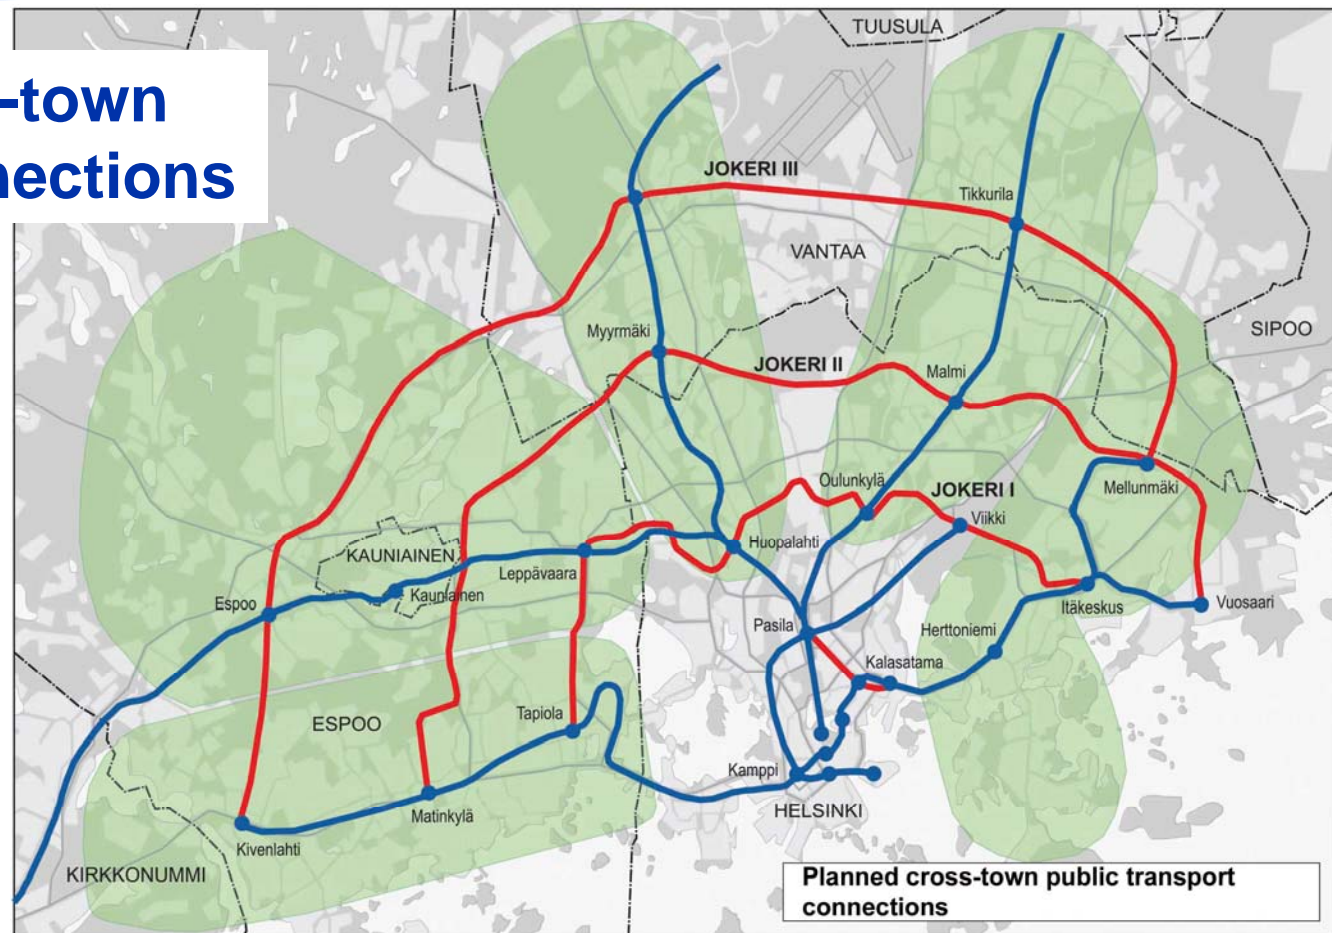 -town
nections
TUUSULA
JOKERI III
Tikkurila
VANTAA
SIPOO
Myyrmäki
JOKERI II
Malmi
Oulunkylä
JOKERI I
Mellunmäki
Viikki
KAUNIAINEN
Huopalahti
Leppävaara
Kauniainen
Espoo
Itäkeskus
Vuosaari
Pasila
Herttoniemi
Kalasatama
Tapiola
ESPOO
Kamppi
HELSINKI
Matinkylä
Kivenlahti
KIRKKONUMMI
Planned cross-town public transport
connections